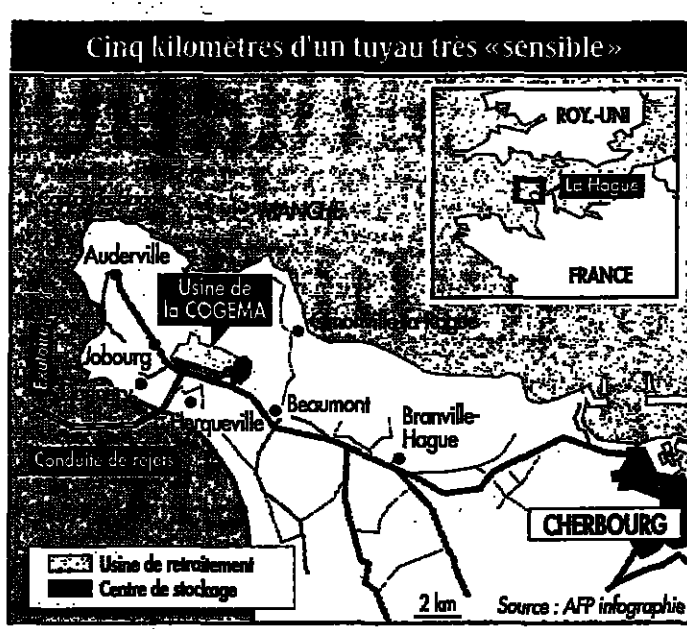 Cinq kilomètres d'un tuyau très «sensible»
ROY.-UNI
La Hague
FRANCE
MANCHE
Auderville
Usine de
la COGEMA
Jobourg
Herqueville
Beaumont
Branville-
Hague
Conduite de rejets
CHERBOURG
Usine de retraitement
Centre de stockage
2 km
Source : AFP infographie